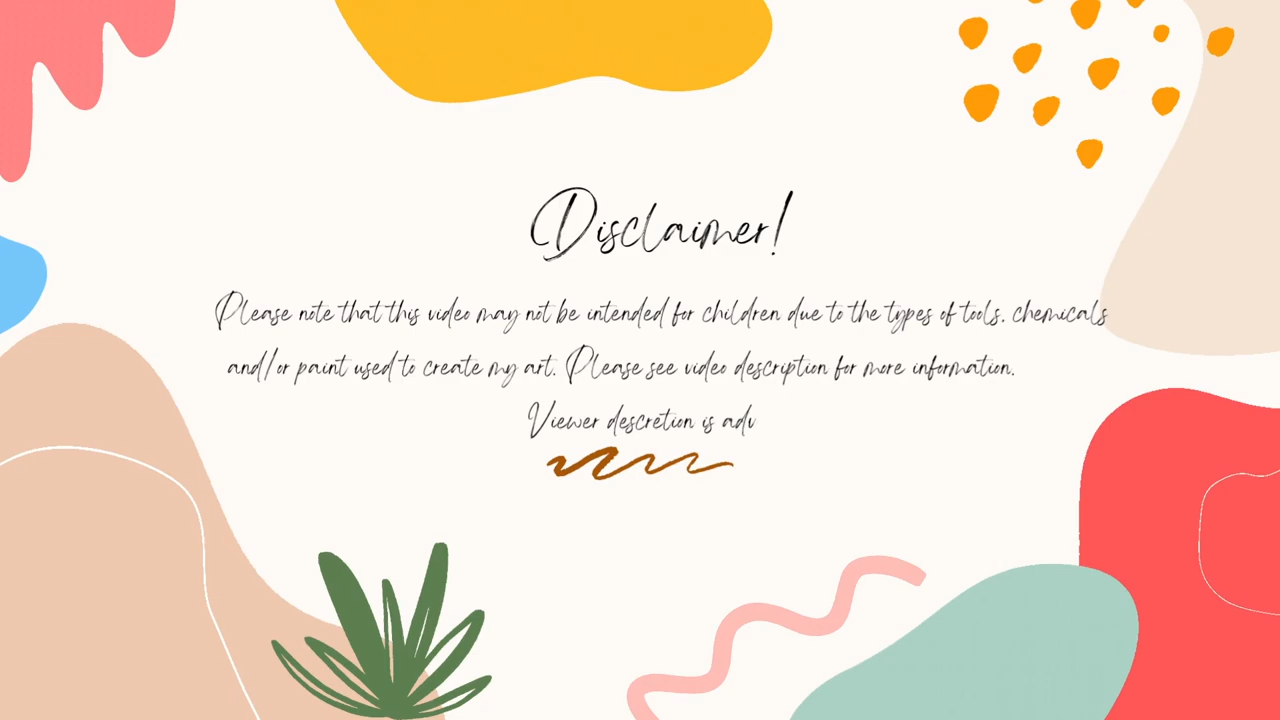 Disclaimer!
Please note that this video may not be intended for children due to the types of tools, chemicals
and/or paint used to create my art. Please see video description for more information.
Viewer descretion is adv